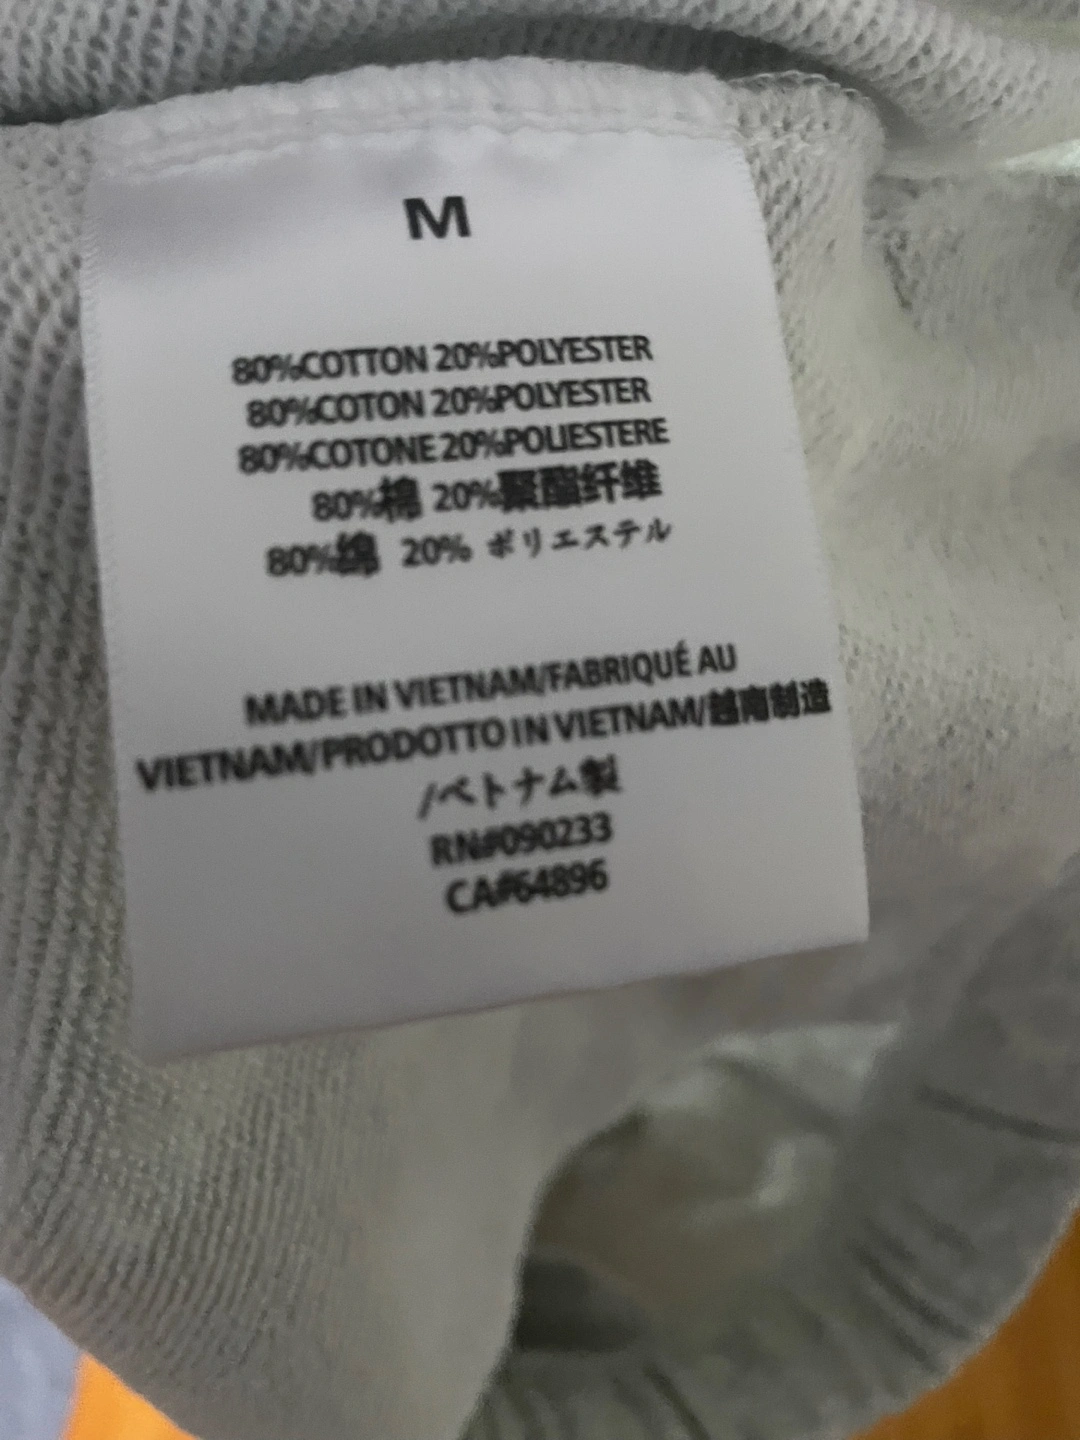 M
80%COTTON 20%POLYESTER
80%COTON 20%POLYESTER
80%COTONE 20%POLIESTERE
80%棉 20%聚酯纤维
80%绵 20% ポリエステル
MADE IN VIETNAM/FABRIQUÉ AU
VIETNAM/PRODOTTO IN VIETNAM/越南制造
/ベトナム製
RN#090233
CA#64896